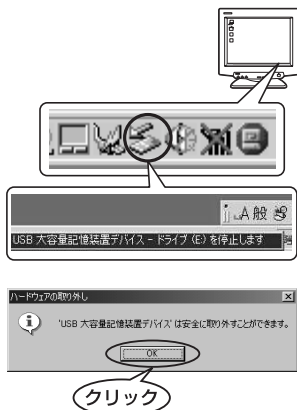 A 般
USB 大容量記憶装置デバイス - ドライブ (E:) を停止します
ハードウェアの取り外し
'USB 大容量記憶装置デバイス' は安全に取り外すことができます。
OK
クリック